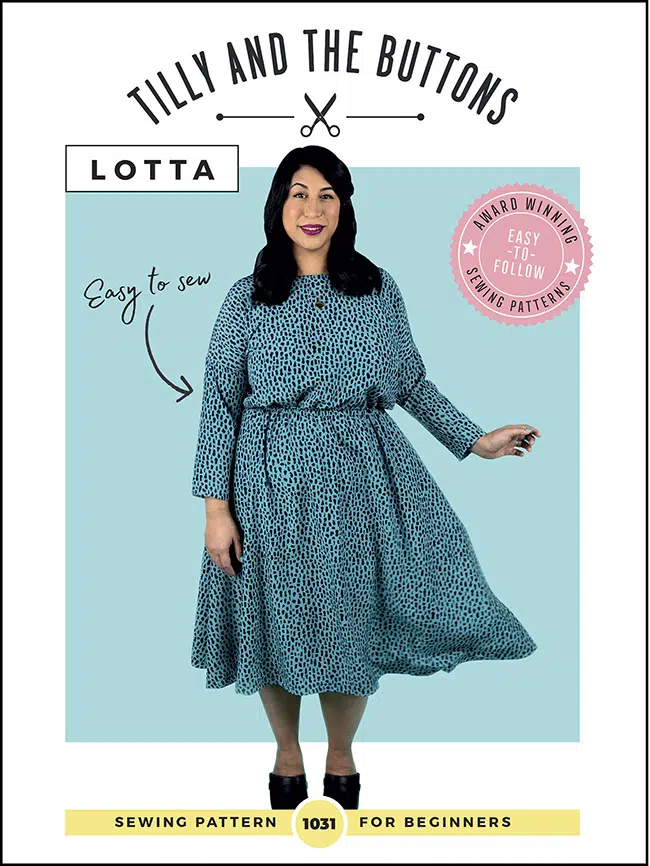 TILLY AND THE BUTTONS
LOTTA
AWARD WINNING
EASY
-TO-
FOLLOW
SEWING PATTERNS
Easy to sew
SEWING PATTERN 1031 FOR BEGINNERS